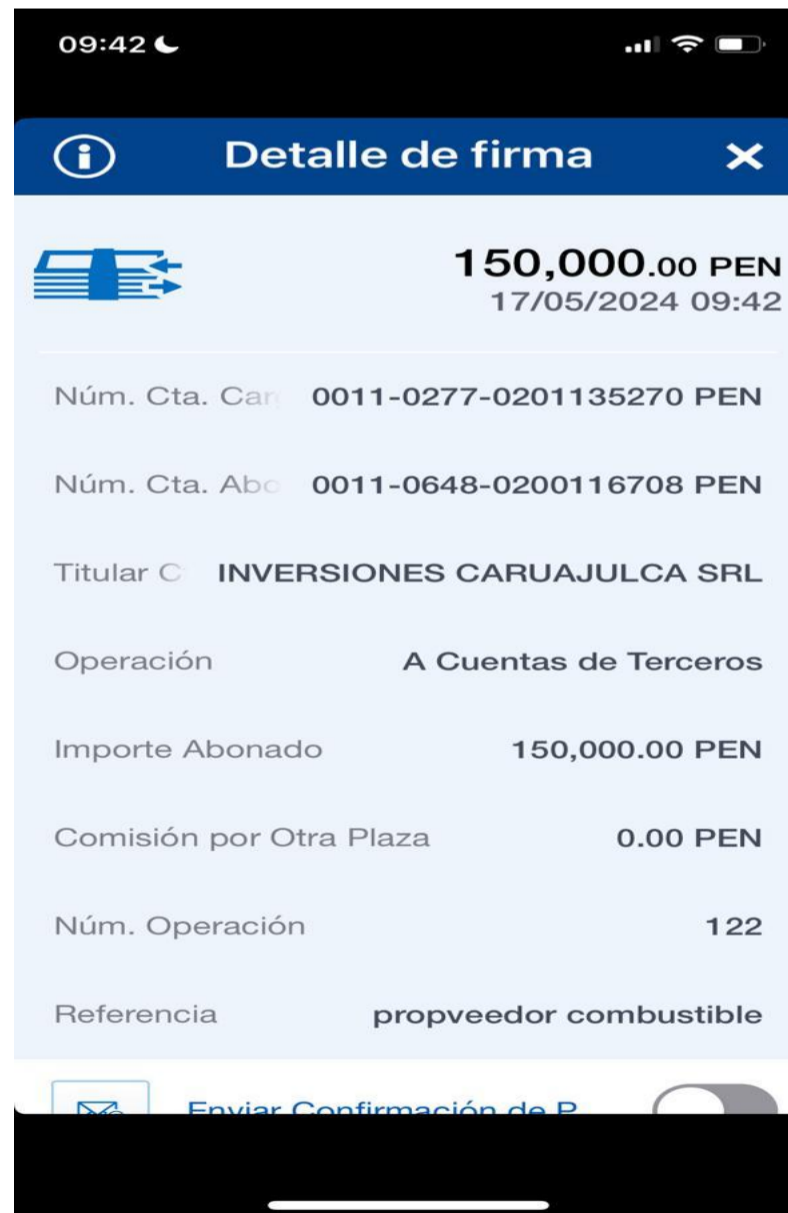 09:42
Detalle de firma
150,000.00 PEN
17/05/2024 09:42
Núm. Cta. Car 0011-0277-0201135270 PEN
Núm. Cta. Abo 0011-0648-0200116708 PEN
Titular C INVERSIONES CARUAJULCA SRL
Operación A Cuentas de Terceros
Importe Abonado 150,000.00 PEN
Comisión por Otra Plaza 0.00 PEN
Núm. Operación 122
Referencia propveedor combustible
Enviar Confirmación de P